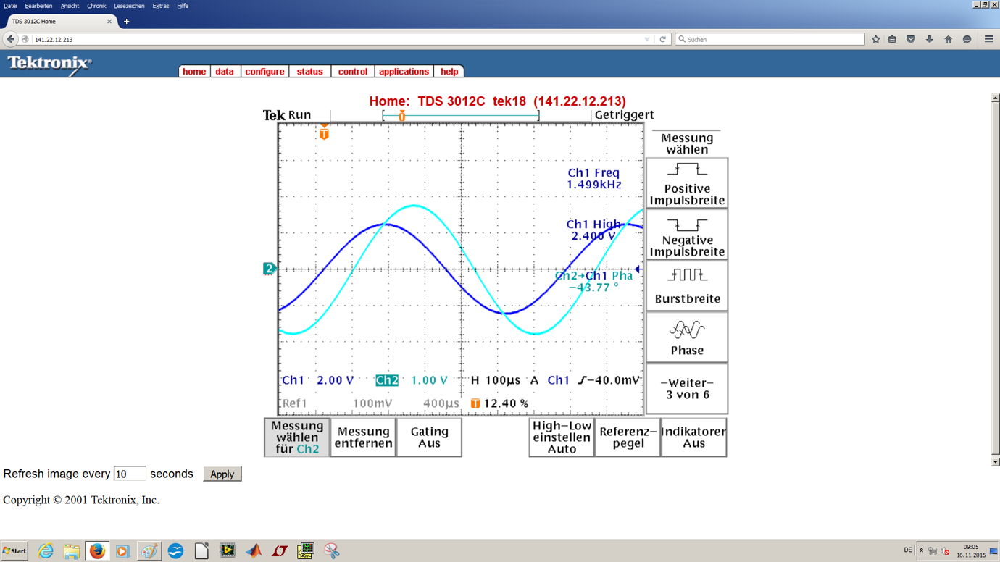 Datei Bearbeiten Ansicht Chronik Lesezeichen Extras Hilfe
TDS 3012C Home
141.22.12.213
Suchen
Tektronix
home data configure status control applications help
Home: TDS 3012C tek18 (141.22.12.213)
Tek Run
T
Getriggert
T
Messung
wählen
Ch1 Freq
1.499kHz
Positive
Impulsbreite
Ch1 High
2.400 V
Negative
Impulsbreite
2
Ch2→Ch1 Pha
−43.77 °
Burstbreite
Phase
Ch1 2.00 V Ch2 1.00 V H 100µs A Ch1 −40.0mV
−Weiter−
3 von 6
Ref1 100mV 400µs T 12.40 %
Messung
wählen
für Ch2
Messung
entfernen
Gating
Aus
High−Low
einstellen
Auto
Referenz−
pegel
Indikatoren
Aus
Refresh image every 10 seconds Apply
Copyright © 2001 Tektronix, Inc.
Start
DE
09:05
16.11.2015